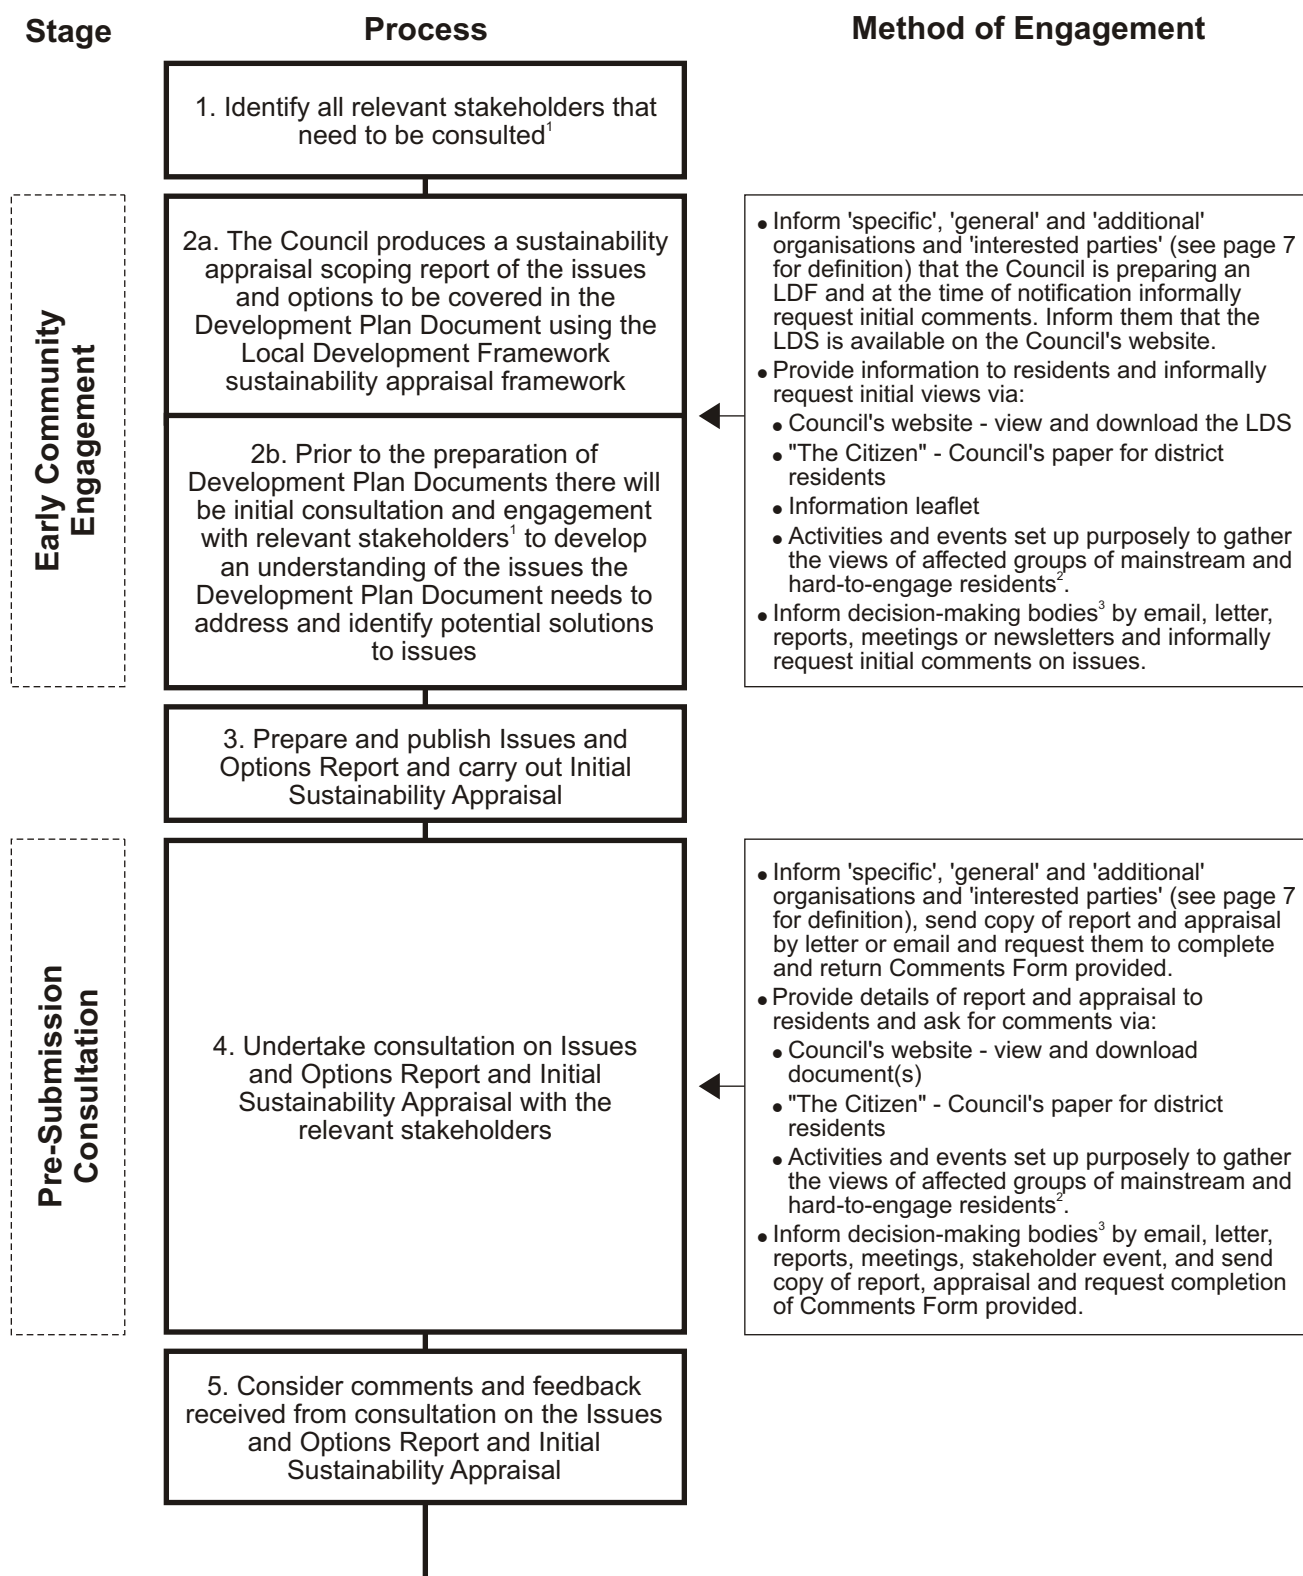 Stage
Process
Method of Engagement
1. Identify all relevant stakeholders that
need to be consulted¹
Early Community
Engagement
2a. The Council produces a sustainability
appraisal scoping report of the issues
and options to be covered in the
Development Plan Document using the
Local Development Framework
sustainability appraisal framework
2b. Prior to the preparation of
Development Plan Documents there will
be initial consultation and engagement
with relevant stakeholders¹ to develop
an understanding of the issues the
Development Plan Document needs to
address and identify potential solutions
to issues
• Inform 'specific', 'general' and 'additional'
organisations and 'interested parties' (see page 7
for definition) that the Council is preparing an
LDF and at the time of notification informally
request initial comments. Inform them that the
LDS is available on the Council's website.
• Provide information to residents and informally
request initial views via:
• Council's website - view and download the LDS
• "The Citizen" - Council's paper for district
residents
• Information leaflet
• Activities and events set up purposely to gather
the views of affected groups of mainstream and
hard-to-engage residents².
• Inform decision-making bodies³ by email, letter,
reports, meetings or newsletters and informally
request initial comments on issues.
3. Prepare and publish Issues and
Options Report and carry out Initial
Sustainability Appraisal
Pre-Submission
Consultation
4. Undertake consultation on Issues
and Options Report and Initial
Sustainability Appraisal with the
relevant stakeholders
• Inform 'specific', 'general' and 'additional'
organisations and 'interested parties' (see page 7
for definition), send copy of report and appraisal
by letter or email and request them to complete
and return Comments Form provided.
• Provide details of report and appraisal to
residents and ask for comments via:
• Council's website - view and download
document(s)
• "The Citizen" - Council's paper for district
residents
• Activities and events set up purposely to gather
the views of affected groups of mainstream and
hard-to-engage residents².
• Inform decision-making bodies³ by email, letter,
reports, meetings, stakeholder event, and send
copy of report, appraisal and request completion
of Comments Form provided.
5. Consider comments and feedback
received from consultation on the Issues
and Options Report and Initial
Sustainability Appraisal